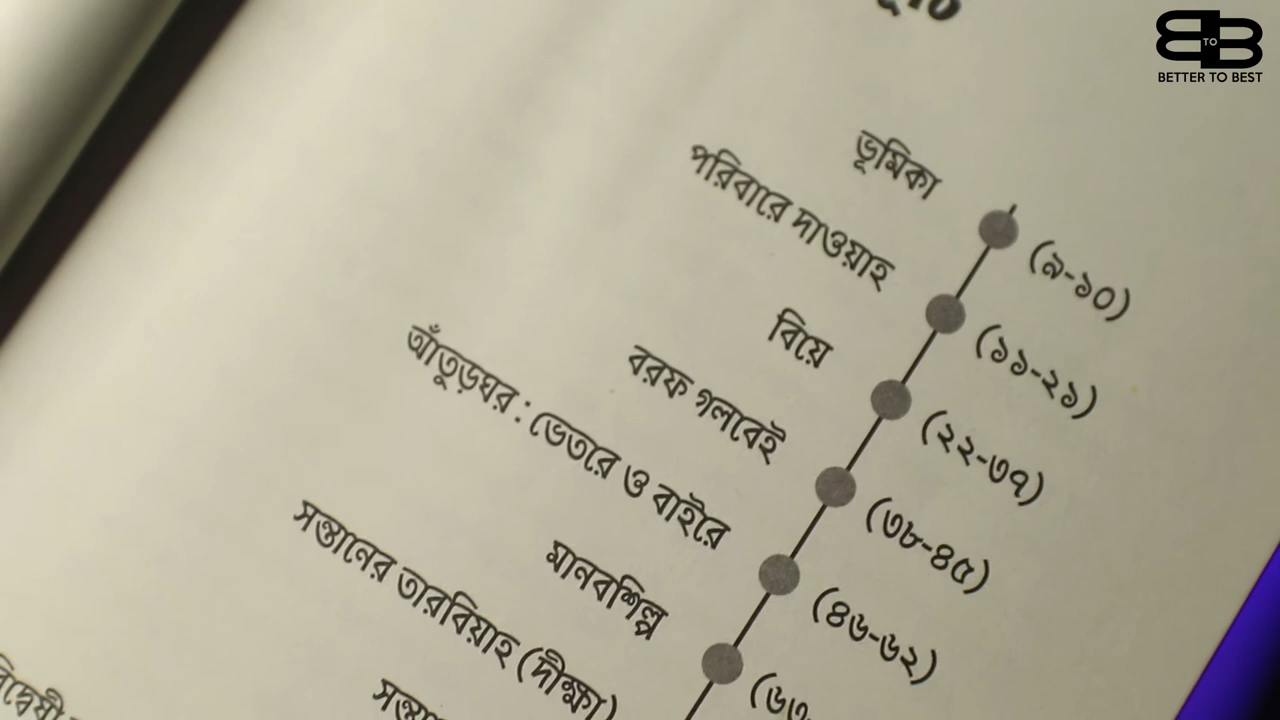 BETTER TO BEST
ভূমিকা (৯-১০)
পরিবারে দাওয়াহ (১১-২১)
বিয়ে (২২-৩৭)
বরফ গলবেই (৩৮-৪৫)
আঁতুড়ঘর : ভেতরে ও বাইরে (৪৬-৬২)
মানবশিল্প (৬৩
সন্তানের তারবিয়াহ (দীক্ষা)